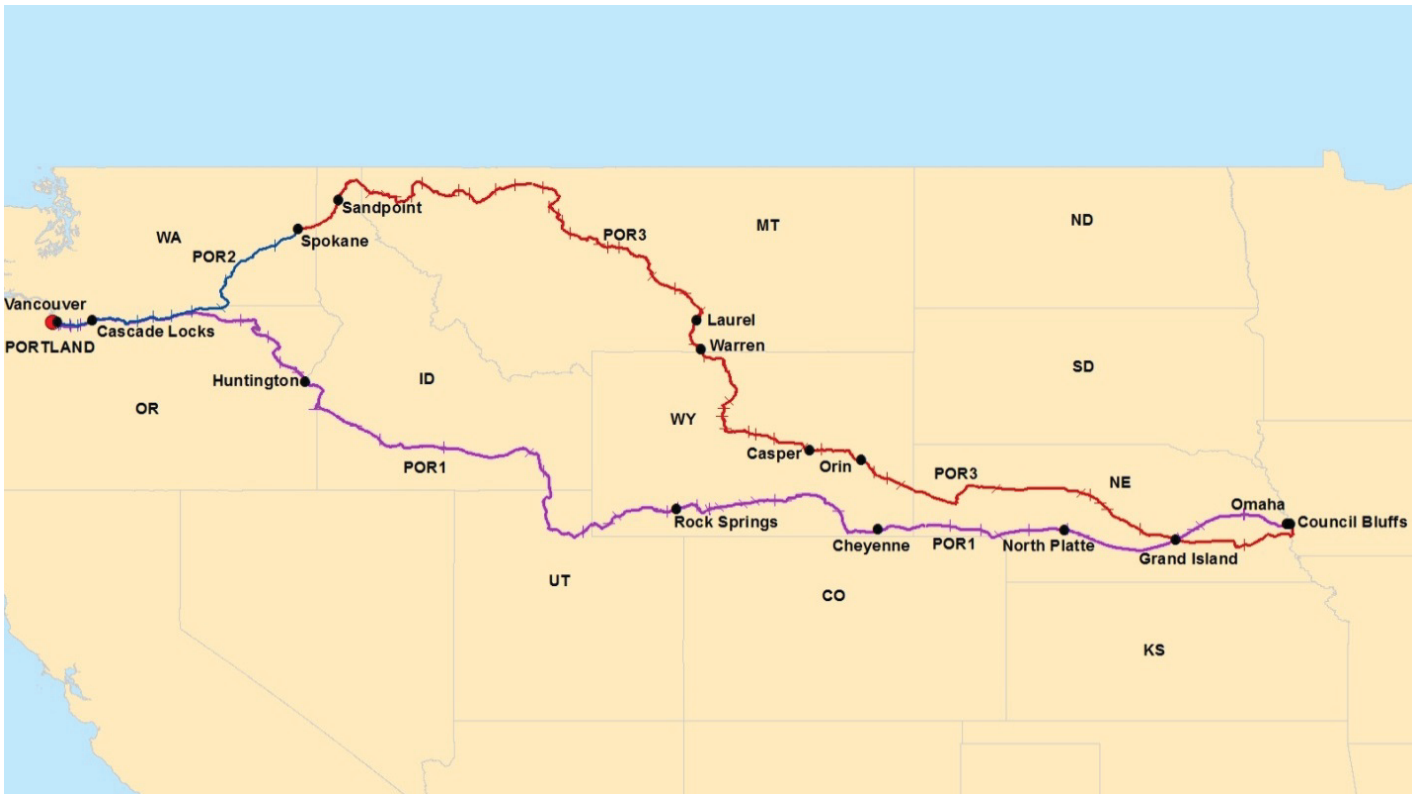 Sandpoint
MT
ND
WA
Spokane
POR3
POR2
Vancouver
Cascade Locks
PORTLAND
Laurel
Warren
Huntington
ID
SD
OR
WY
Casper
Orin
POR1
POR3
NE
Omaha
Rock Springs
Council Bluffs
Cheyenne
POR1
North Platte
Grand Island
UT
CO
KS